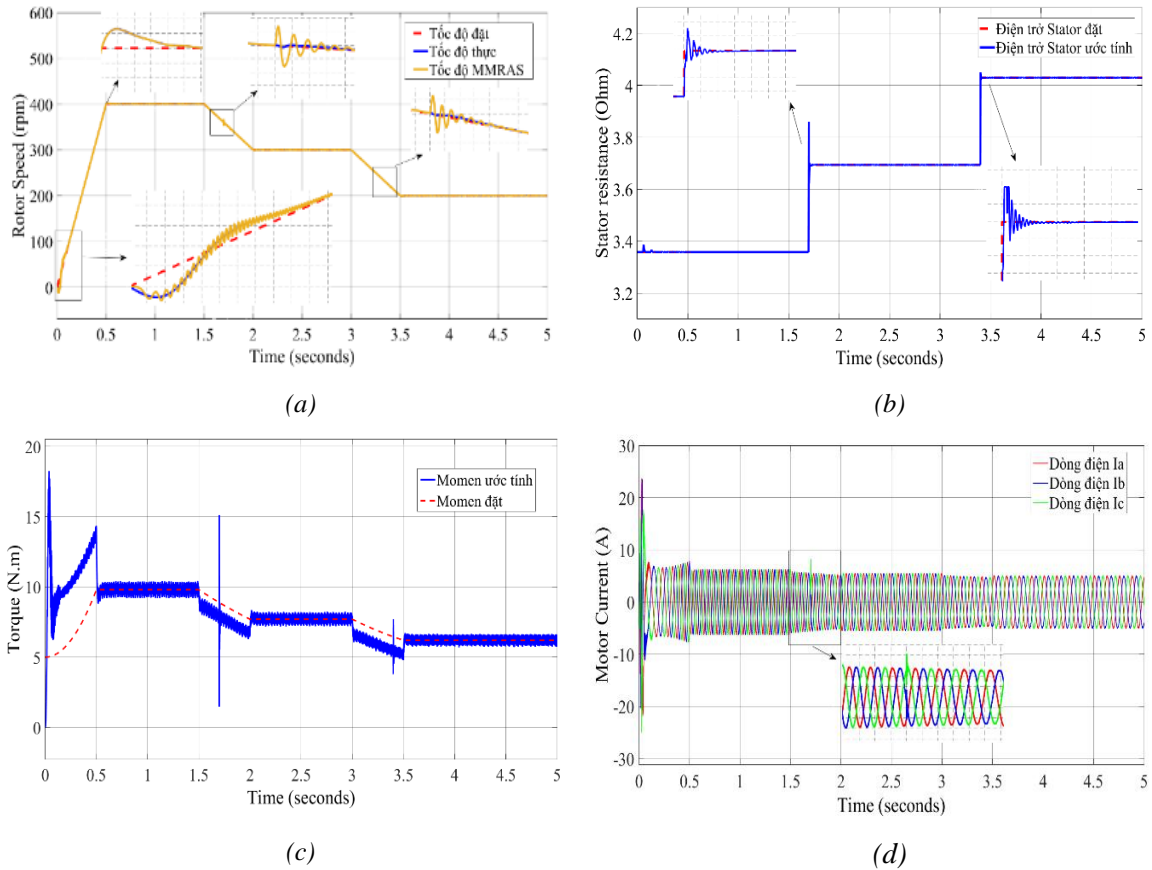 600
500
400
300
200
100
0
Rotor Speed (rpm)
Tốc độ đặt
Tốc độ thực
Tốc độ MMRAS
0 0.5 1 1.5 2 2.5 3 3.5 4 4.5 5
Time (seconds)
(a)
4.2
4
3.8
3.6
3.4
3.2
Stator resistance (Ohm)
Điện trở Stator đặt
Điện trở Stator ước tính
0 0.5 1 1.5 2 2.5 3 3.5 4 4.5 5
Time (seconds)
(b)
20
15
10
5
0
Torque (N.m)
Momen ước tính
Momen đặt
0 0.5 1 1.5 2 2.5 3 3.5 4 4.5 5
Time (seconds)
(c)
30
20
10
0
-10
-20
-30
Motor Current (A)
Dòng điện Ia
Dòng điện Ib
Dòng điện Ic
0 0.5 1 1.5 2 2.5 3 3.5 4 4.5 5
Time (seconds)
(d)